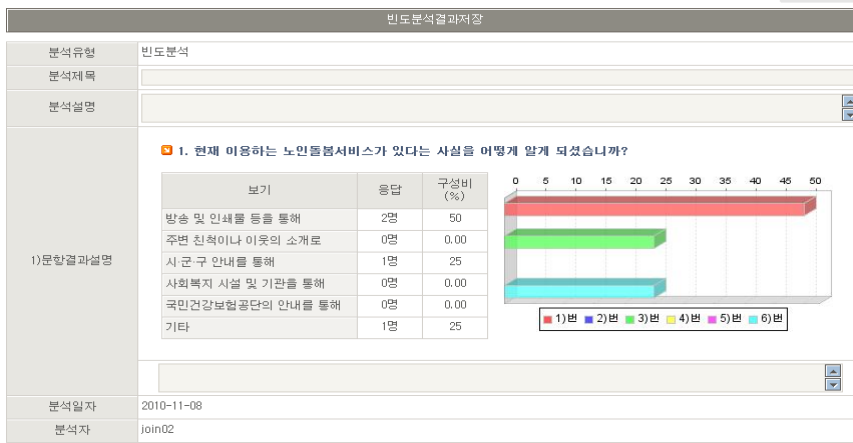 빈도분석결과저장
분석유형 빈도분석
분석제목
분석설명
1. 현재 이용하는 노인돌봄서비스가 있다는 사실을 어떻게 알게 되셨습니까?
보기 응답 구성비 (%)
방송 및 인쇄물 등을 통해 2명 50
주변 친척이나 이웃의 소개로 0명 0.00
시·군·구 안내를 통해 1명 25
사회복지 시설 및 기관을 통해 0명 0.00
국민건강보험공단의 안내를 통해 0명 0.00
기타 1명 25
0 5 10 15 20 25 30 35 40 45 50
1)번 2)번 3)번 4)번 5)번 6)번
1)문항결과설명
분석일자 2010-11-08
분석자 join02